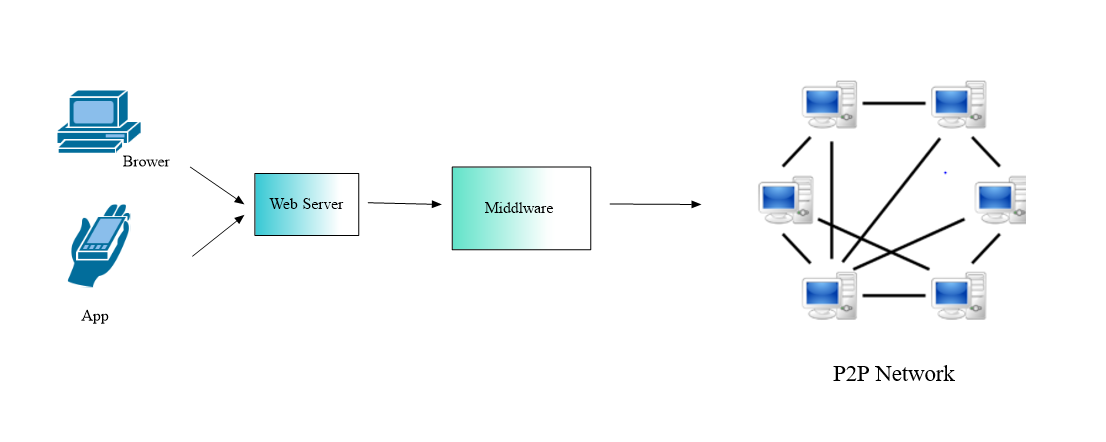 Brower
App
Web Server
Middlware
P2P Network